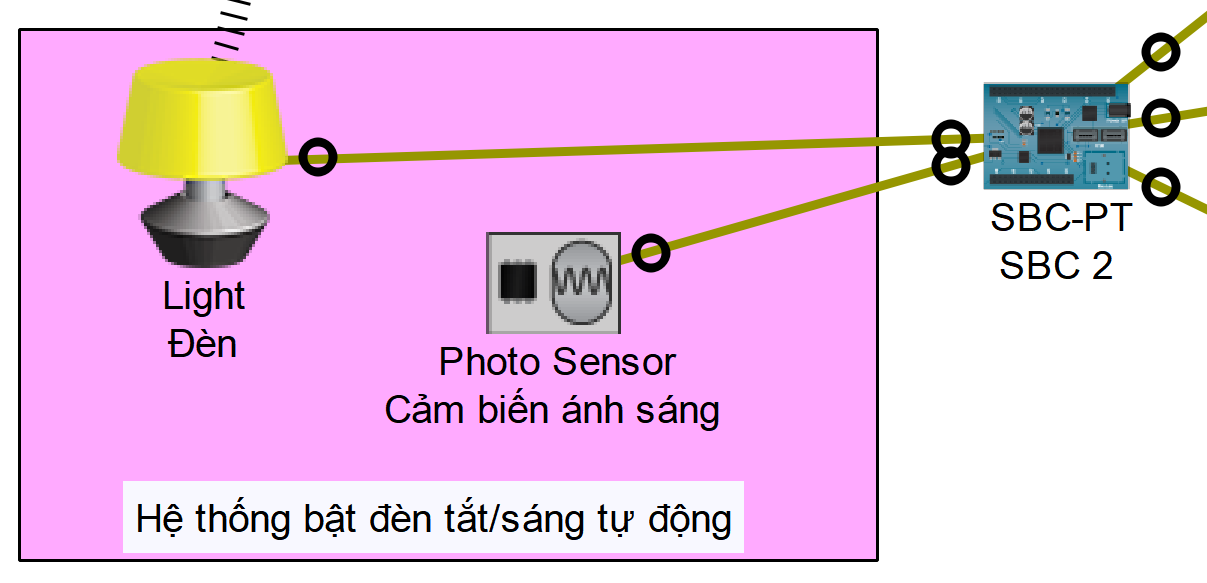 Light
Đèn
Photo Sensor
Cảm biến ánh sáng
SBC-PT
SBC 2
Hệ thống bật đèn tắt/sáng tự động